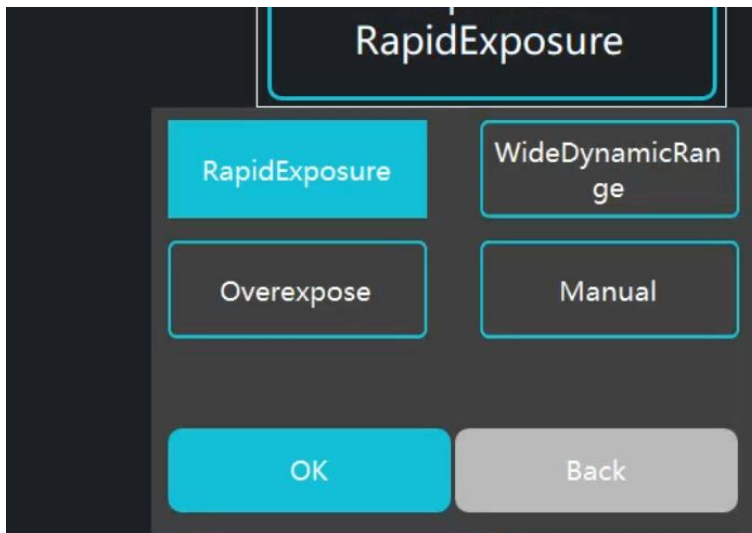 RapidExposure
RapidExposure
WideDynamicRan
ge
Overexpose
Manual
OK
Back